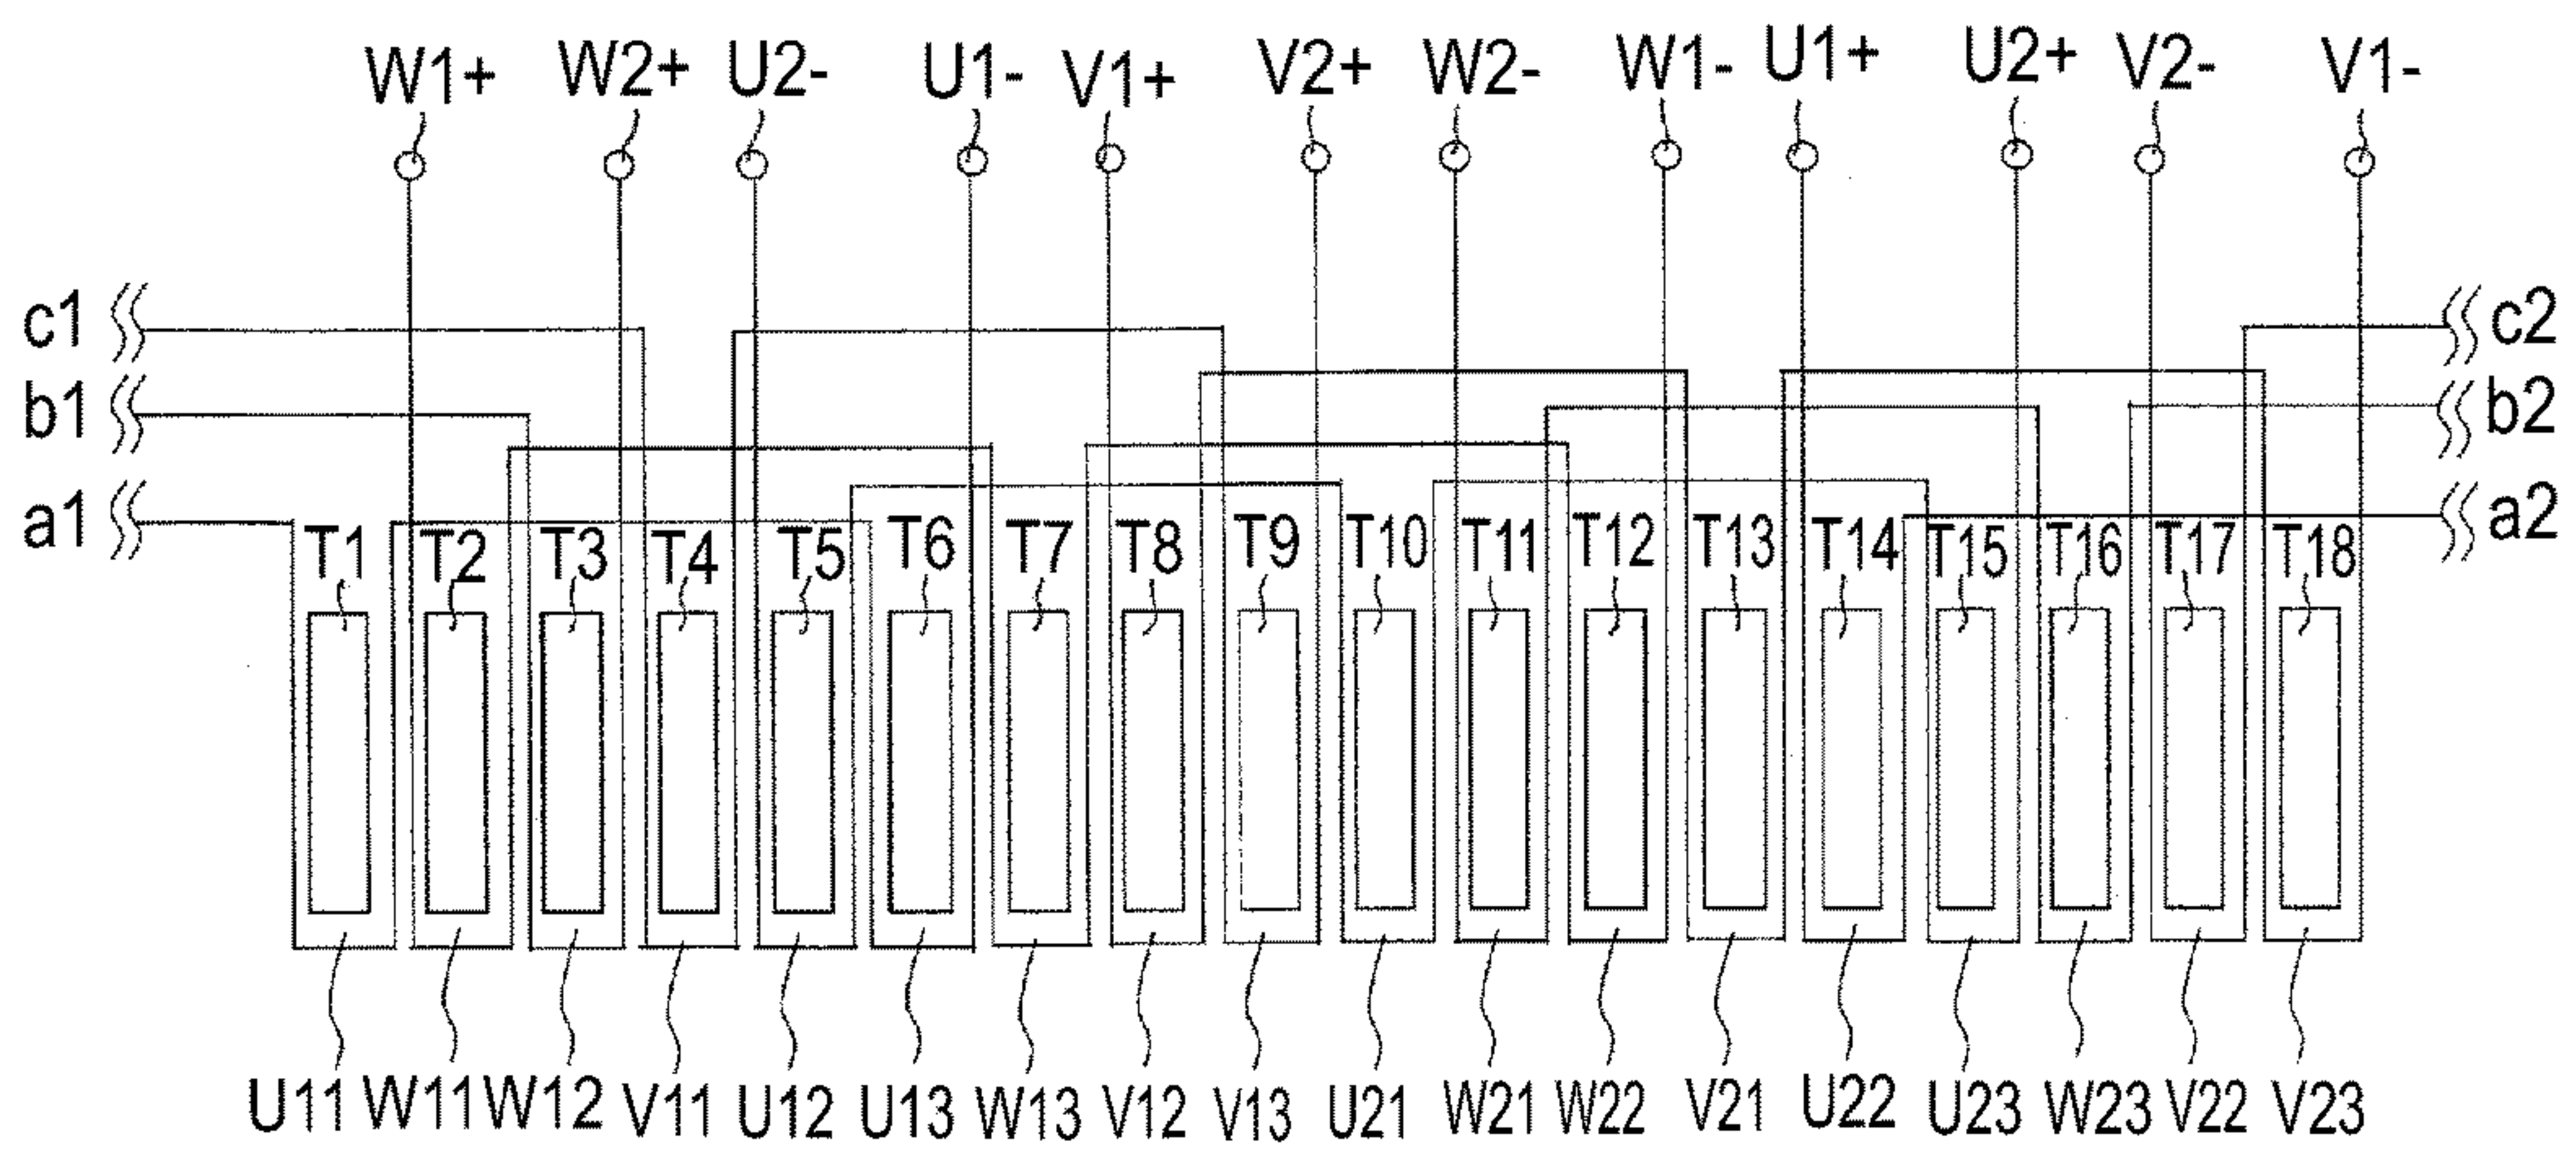 W1+ W2+ U2- U1- V1+ V2+ W2- W1- U1+ U2+ V2- V1-
c1 c2
b1 b2
a1 a2
T1 T2 T3 T4 T5 T6 T7 T8 T9 T10 T11 T12 T13 T14 T15 T16 T17 T18
U11 W11 W12 V11 U12 U13 W13 V12 V13 U21 W21 W22 V21 U22 U23 W23 V22 V23